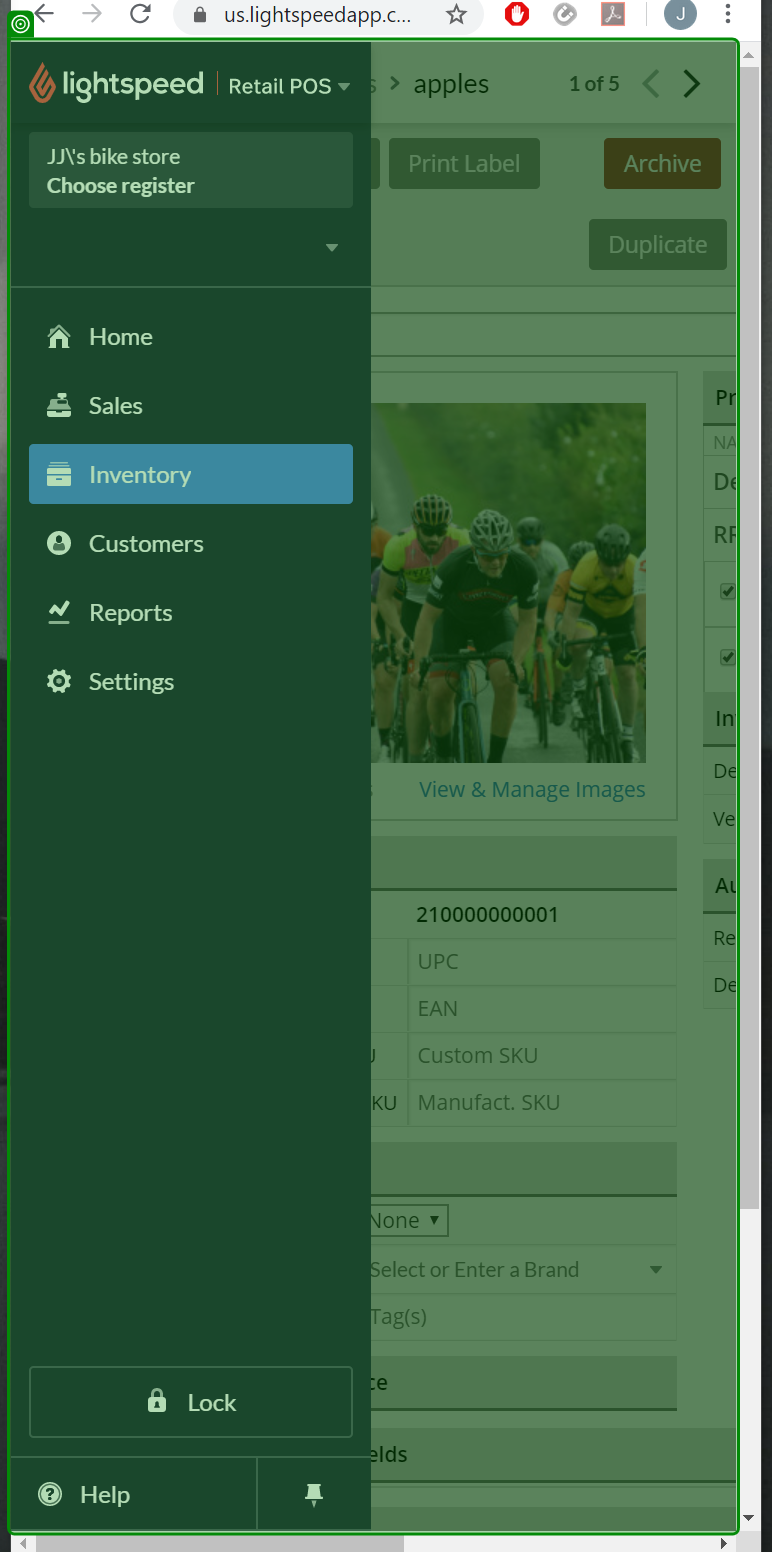 us.lightspeedapp.c...
J
lightspeed Retail POS
s > apples
1 of 5
JJ\'s bike store
Choose register
Print Label
Archive
Duplicate
Home
Sales
Inventory
Customers
Reports
Settings
Pr
NA
De
RR
View & Manage Images
In
De
Ve
210000000001
UPC
EAN
U Custom SKU
KU Manufact. SKU
Au
Re
De
None
Select or Enter a Brand
Tag(s)
ce
elds
Lock
Help